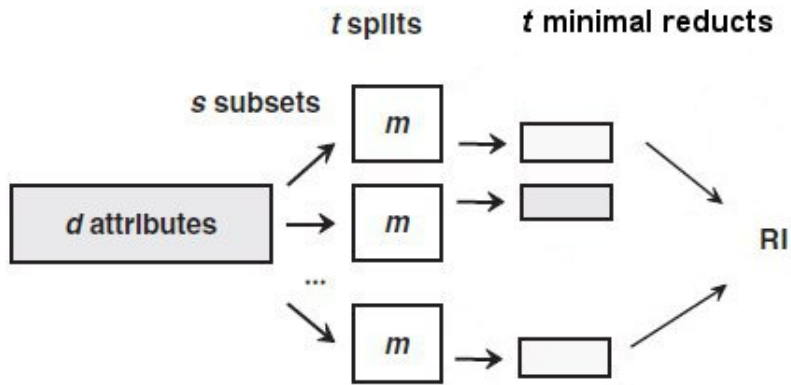 t splits
t minimal reducts
s subsets
m
d attributes
m
RI
...
m